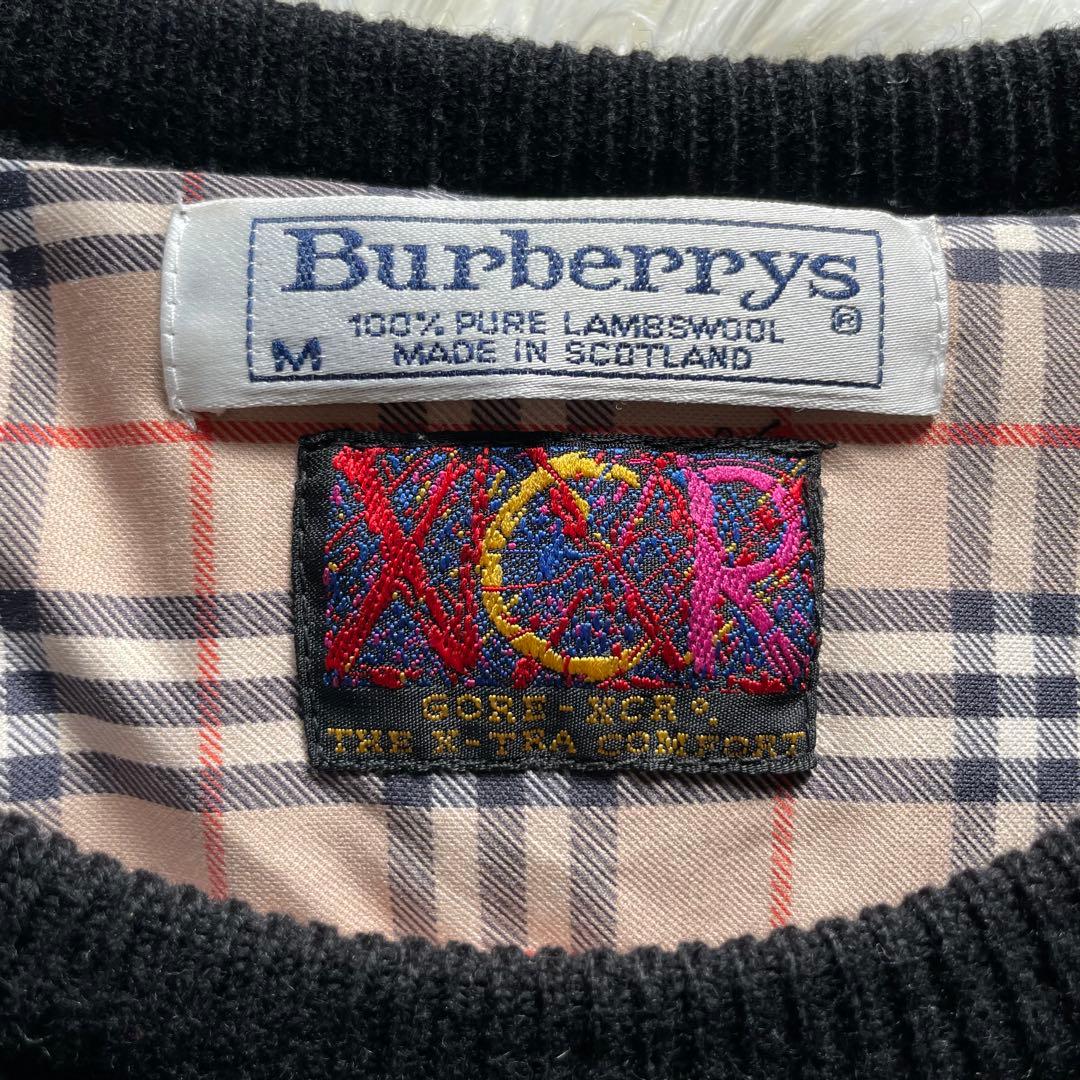 Burberrys
100% PURE LAMBSWOOL ®
M MADE IN SCOTLAND
XCR
GORE-XCR®.
THE X-TRA COMFORT